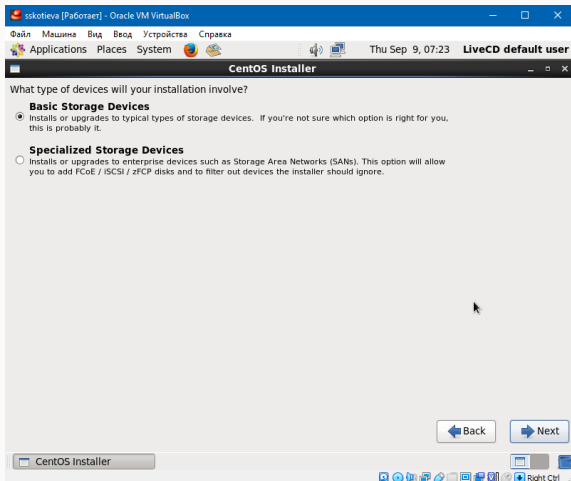 sskotieva [Работает] - Oracle VM VirtualBox
Файл Машина Вид Ввод Устройства Справка
Applications Places System Thu Sep 9, 07:23 LiveCD default user
CentOS Installer
What type of devices will your installation involve?
Basic Storage Devices
Installs or upgrades to typical types of storage devices. If you're not sure which option is right for you,
this is probably it.
Specialized Storage Devices
Installs or upgrades to enterprise devices such as Storage Area Networks (SANs). This option will allow
you to add FCoE / iSCSI / zFCP disks and to filter out devices the installer should ignore.
Back Next
CentOS Installer
Right Ctrl